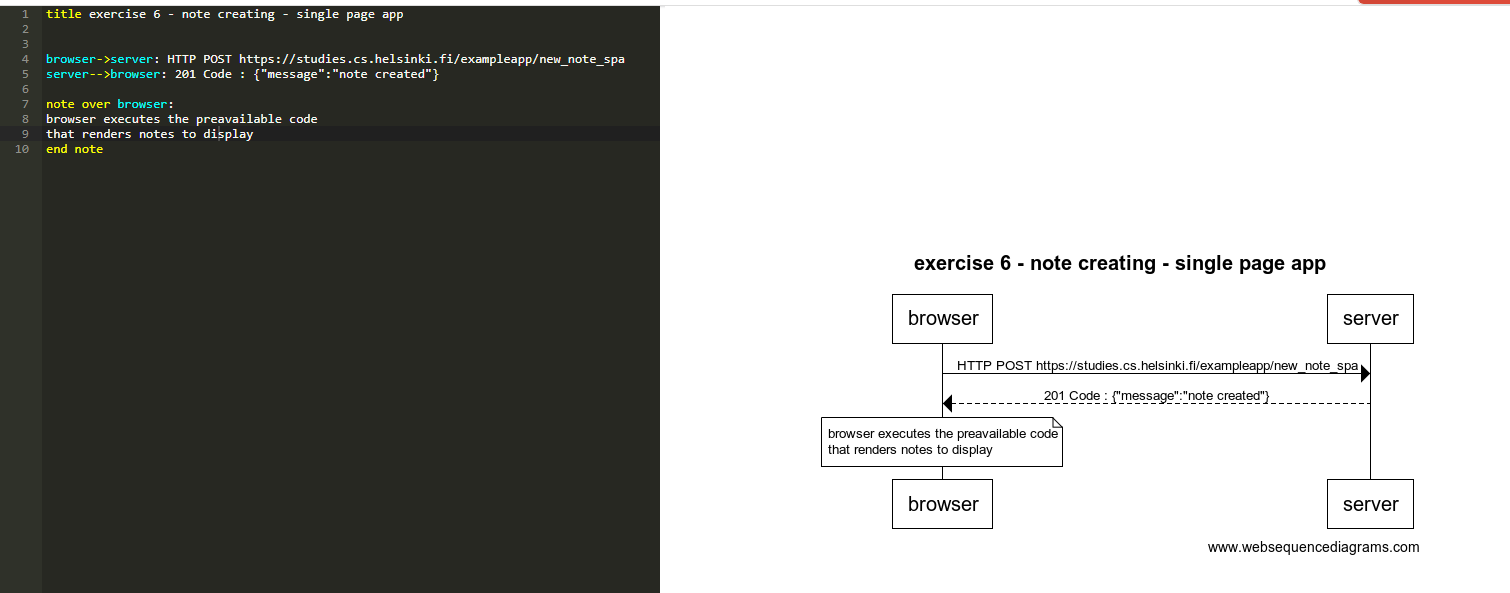 1 title exercise 6 - note creating - single page app
2
3
4 browser->server: HTTP POST https://studies.cs.helsinki.fi/exampleapp/new_note_spa
5 server-->browser: 201 Code : {"message":"note created"}
6
7 note over browser:
8 browser executes the preavailable code
9 that renders notes to display
10 end note
exercise 6 - note creating - single page app
browser server
HTTP POST https://studies.cs.helsinki.fi/exampleapp/new_note_spa
201 Code : {"message":"note created"}
browser executes the preavailable code
that renders notes to display
browser server
www.websequencediagrams.com